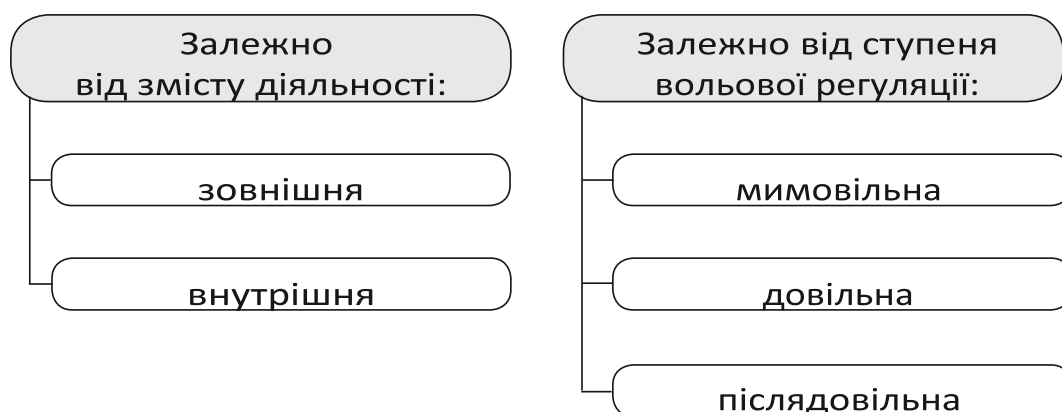 Залежно
від змісту діяльності:
зовнішня
внутрішня
Залежно від ступеня
вольової регуляції:
мимовільна
довільна
післядовільна